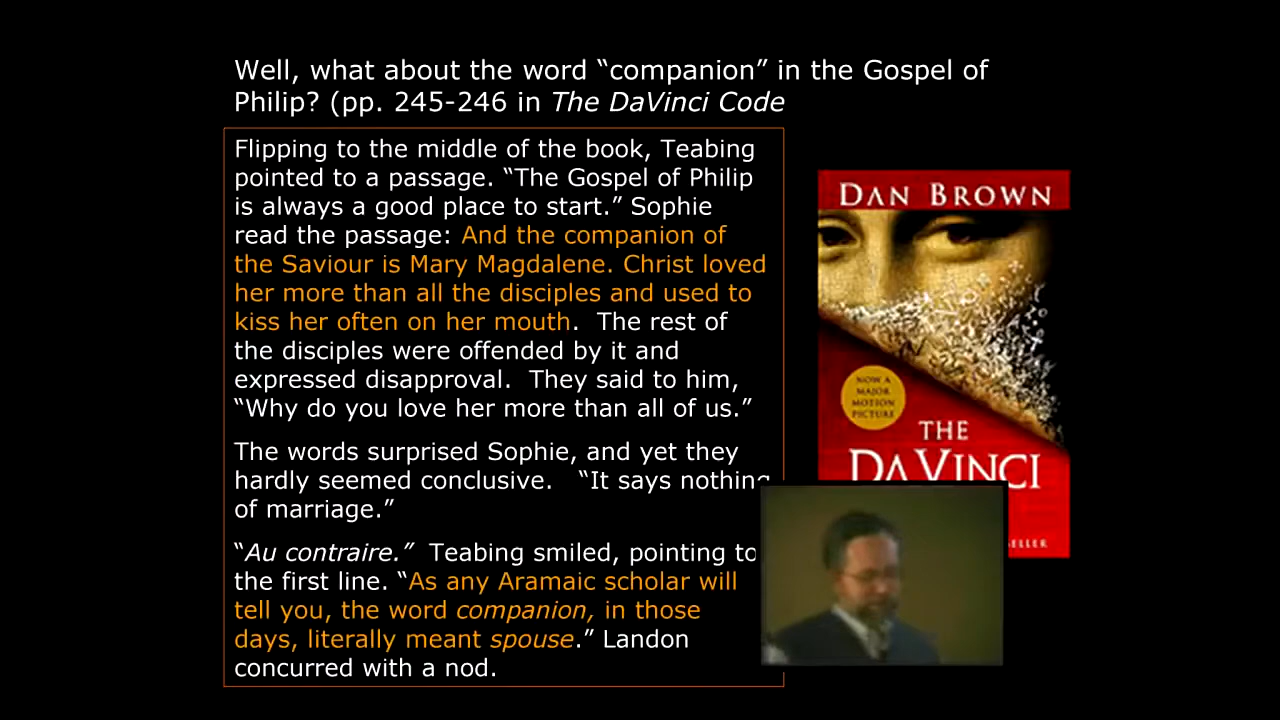 Well, what about the word “companion” in the Gospel of
Philip? (pp. 245-246 in The DaVinci Code
Flipping to the middle of the book, Teabing
pointed to a passage. “The Gospel of Philip
is always a good place to start.” Sophie
read the passage: And the companion of
the Saviour is Mary Magdalene. Christ loved
her more than all the disciples and used to
kiss her often on her mouth.  The rest of
the disciples were offended by it and
expressed disapproval.  They said to him,
“Why do you love her more than all of us.”
The words surprised Sophie, and yet they
hardly seemed conclusive.   “It says nothing
of marriage.”
“Au contraire.”  Teabing smiled, pointing to
the first line. “As any Aramaic scholar will
tell you, the word companion, in those
days, literally meant spouse.” Landon
concurred with a nod.
DAN BROWN
NOW A
MAJOR
MOTION
PICTURE
THE
DA VINCI